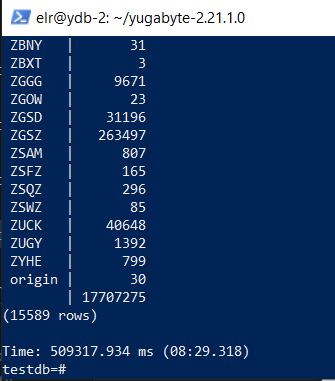 elr@ydb-2: ~/yugabyte-2.21.1.0
ZBNY | 31
ZBXT | 3
ZGGG | 9671
ZGOW | 23
ZGSD | 31196
ZGSZ | 263497
ZSAM | 807
ZSFZ | 165
ZSQZ | 296
ZSWZ | 85
ZUCK | 40648
ZUGY | 1392
ZYHE | 799
origin | 30
| 17707275
(15589 rows)
Time: 509317.934 ms (08:29.318)
testdb=#